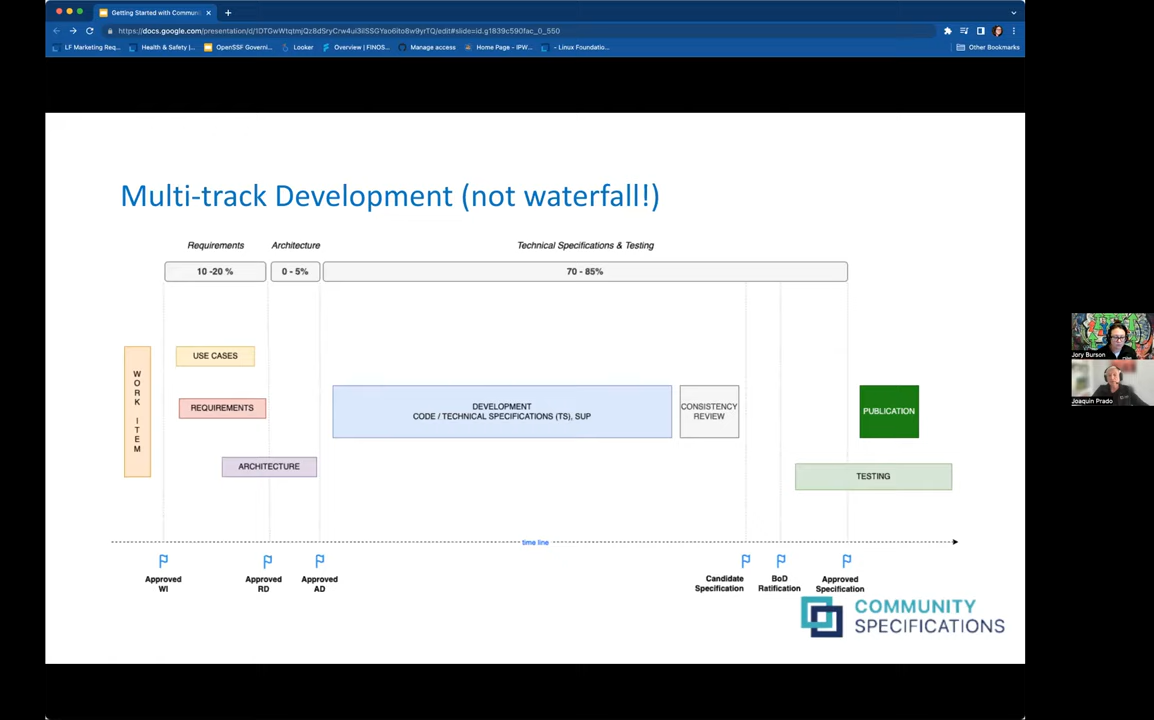 Getting Started with Commun
https://docs.google.com/presentation/d/1DTGwWtqtmjQz8dSryCrw4ui3ilSSGYao6ito8w9yrTQ/edit#slide=id.g1839c590fac_0_550
LF Marketing Req...
Health & Safety |...
OpenSSF Governi...
Looker
Overview | FINOS...
Manage access
Home Page - IPW...
- Linux Foundatio...
Other Bookmarks
Multi-track Development (not waterfall!)
Requirements
Architecture
Technical Specifications & Testing
10 -20 %
0 - 5%
70 - 85%
WORK ITEM
USE CASES
REQUIREMENTS
ARCHITECTURE
DEVELOPMENT
CODE / TECHNICAL SPECIFICATIONS (TS), SUP
CONSISTENCY
REVIEW
PUBLICATION
TESTING
time line
Approved
WI
Approved
RD
Approved
AD
Candidate
Specification
BoD
Ratification
Approved
Specification
COMMUNITY
SPECIFICATIONS
Jory Burson
Joaquin Prado